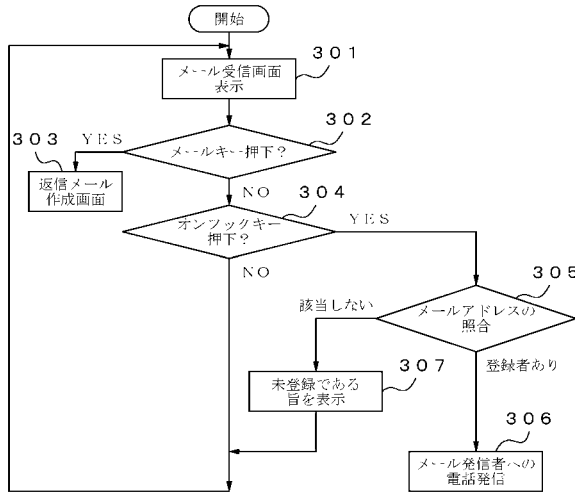 開始
301
メール受信画面
表示
302
メールキー押下？
YES
303
返信メール
作成画面
NO
304
オンフックキー
押下？
YES
NO
305
メールアドレスの
照合
該当しない
登録者あり
307
未登録である
旨を表示
306
メール発信者への
電話発信